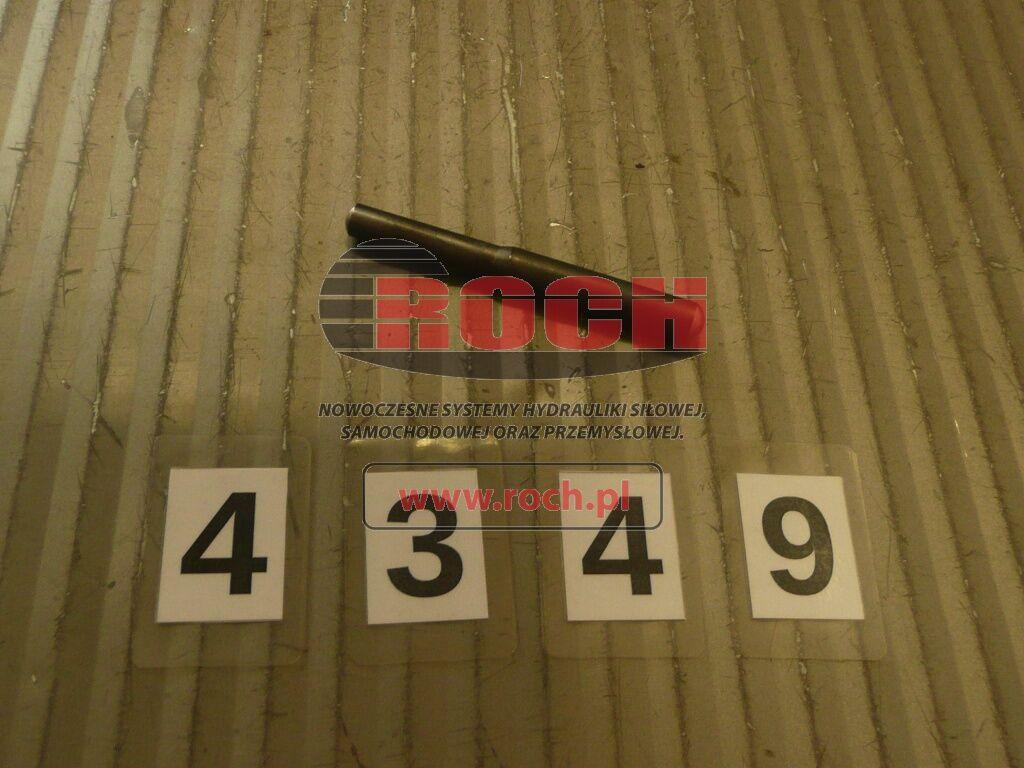 ROCH
NOWOCZESNE SYSTEMY HYDRAULIKI SIŁOWEJ,
SAMOCHODOWEJ ORAZ PRZEMYSŁOWEJ.
www.roch.pl
4 3 4 9